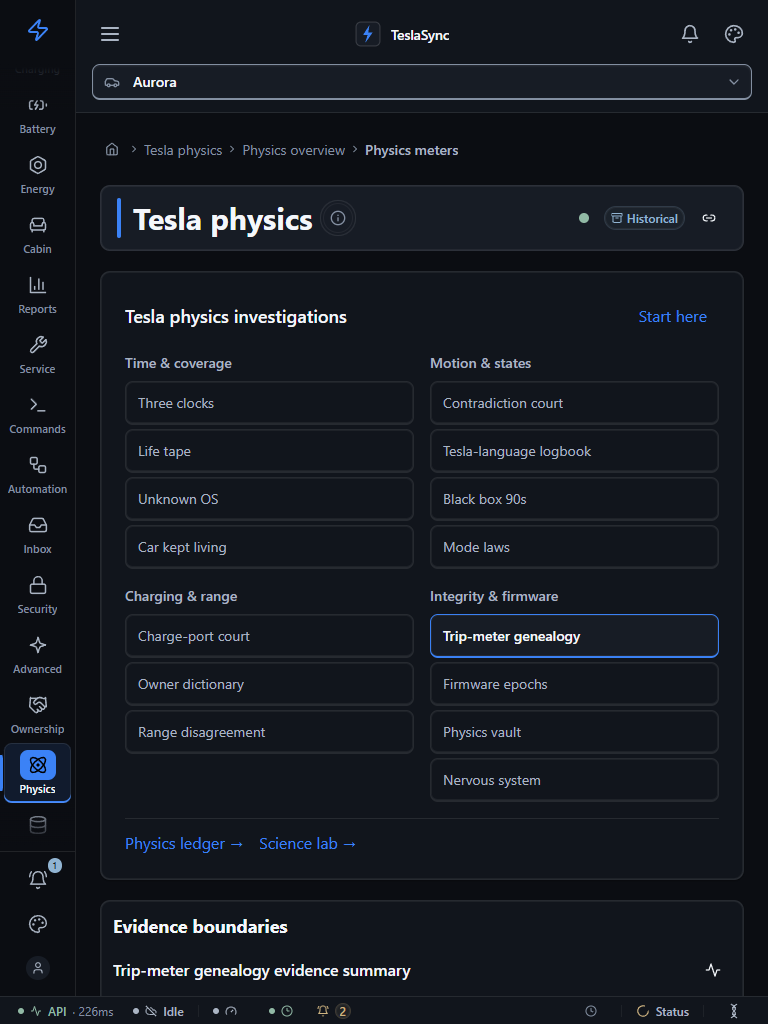 TeslaSync
Aurora
Charging
Battery
Energy
Cabin
Reports
Service
Commands
Automation
Inbox
Security
Advanced
Ownership
Physics
1
Tesla physics
Physics overview
Physics meters
Tesla physics
Historical
Tesla physics investigations
Start here
Time & coverage
Three clocks
Life tape
Unknown OS
Car kept living
Motion & states
Contradiction court
Tesla-language logbook
Black box 90s
Mode laws
Charging & range
Charge-port court
Owner dictionary
Range disagreement
Integrity & firmware
Trip-meter genealogy
Firmware epochs
Physics vault
Nervous system
Physics ledger →
Science lab →
Evidence boundaries
Trip-meter genealogy evidence summary
API · 226ms
Idle
2
Status